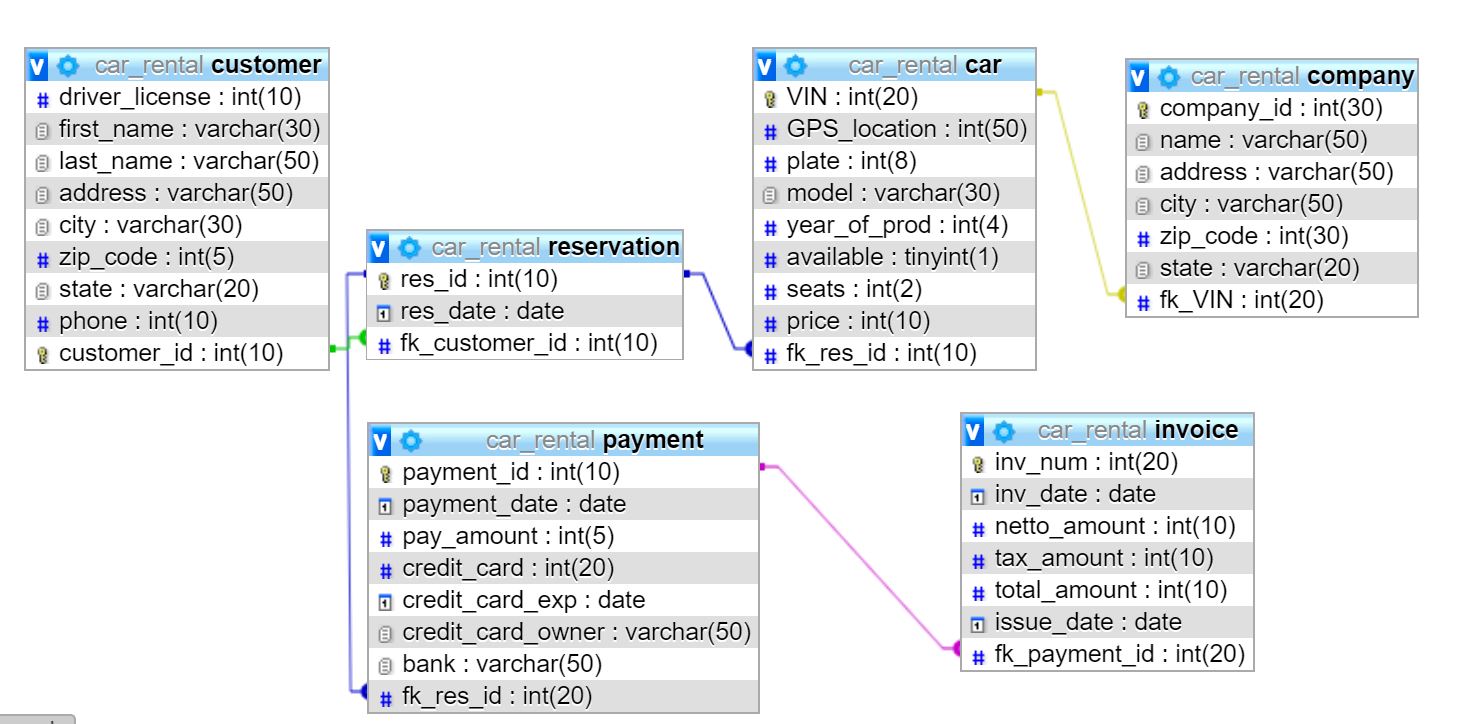 car_rental customer
driver_license : int(10)
first_name : varchar(30)
last_name : varchar(50)
address : varchar(50)
city : varchar(30)
zip_code : int(5)
state : varchar(20)
phone : int(10)
customer_id : int(10)
car_rental reservation
res_id : int(10)
res_date : date
fk_customer_id : int(10)
car_rental car
VIN : int(20)
GPS_location : int(50)
plate : int(8)
model : varchar(30)
year_of_prod : int(4)
available : tinyint(1)
seats : int(2)
price : int(10)
fk_res_id : int(10)
car_rental company
company_id : int(30)
name : varchar(50)
address : varchar(50)
city : varchar(50)
zip_code : int(30)
state : varchar(20)
fk_VIN : int(20)
car_rental payment
payment_id : int(10)
payment_date : date
pay_amount : int(5)
credit_card : int(20)
credit_card_exp : date
credit_card_owner : varchar(50)
bank : varchar(50)
fk_res_id : int(20)
car_rental invoice
inv_num : int(20)
inv_date : date
netto_amount : int(10)
tax_amount : int(10)
total_amount : int(10)
issue_date : date
fk_payment_id : int(20)